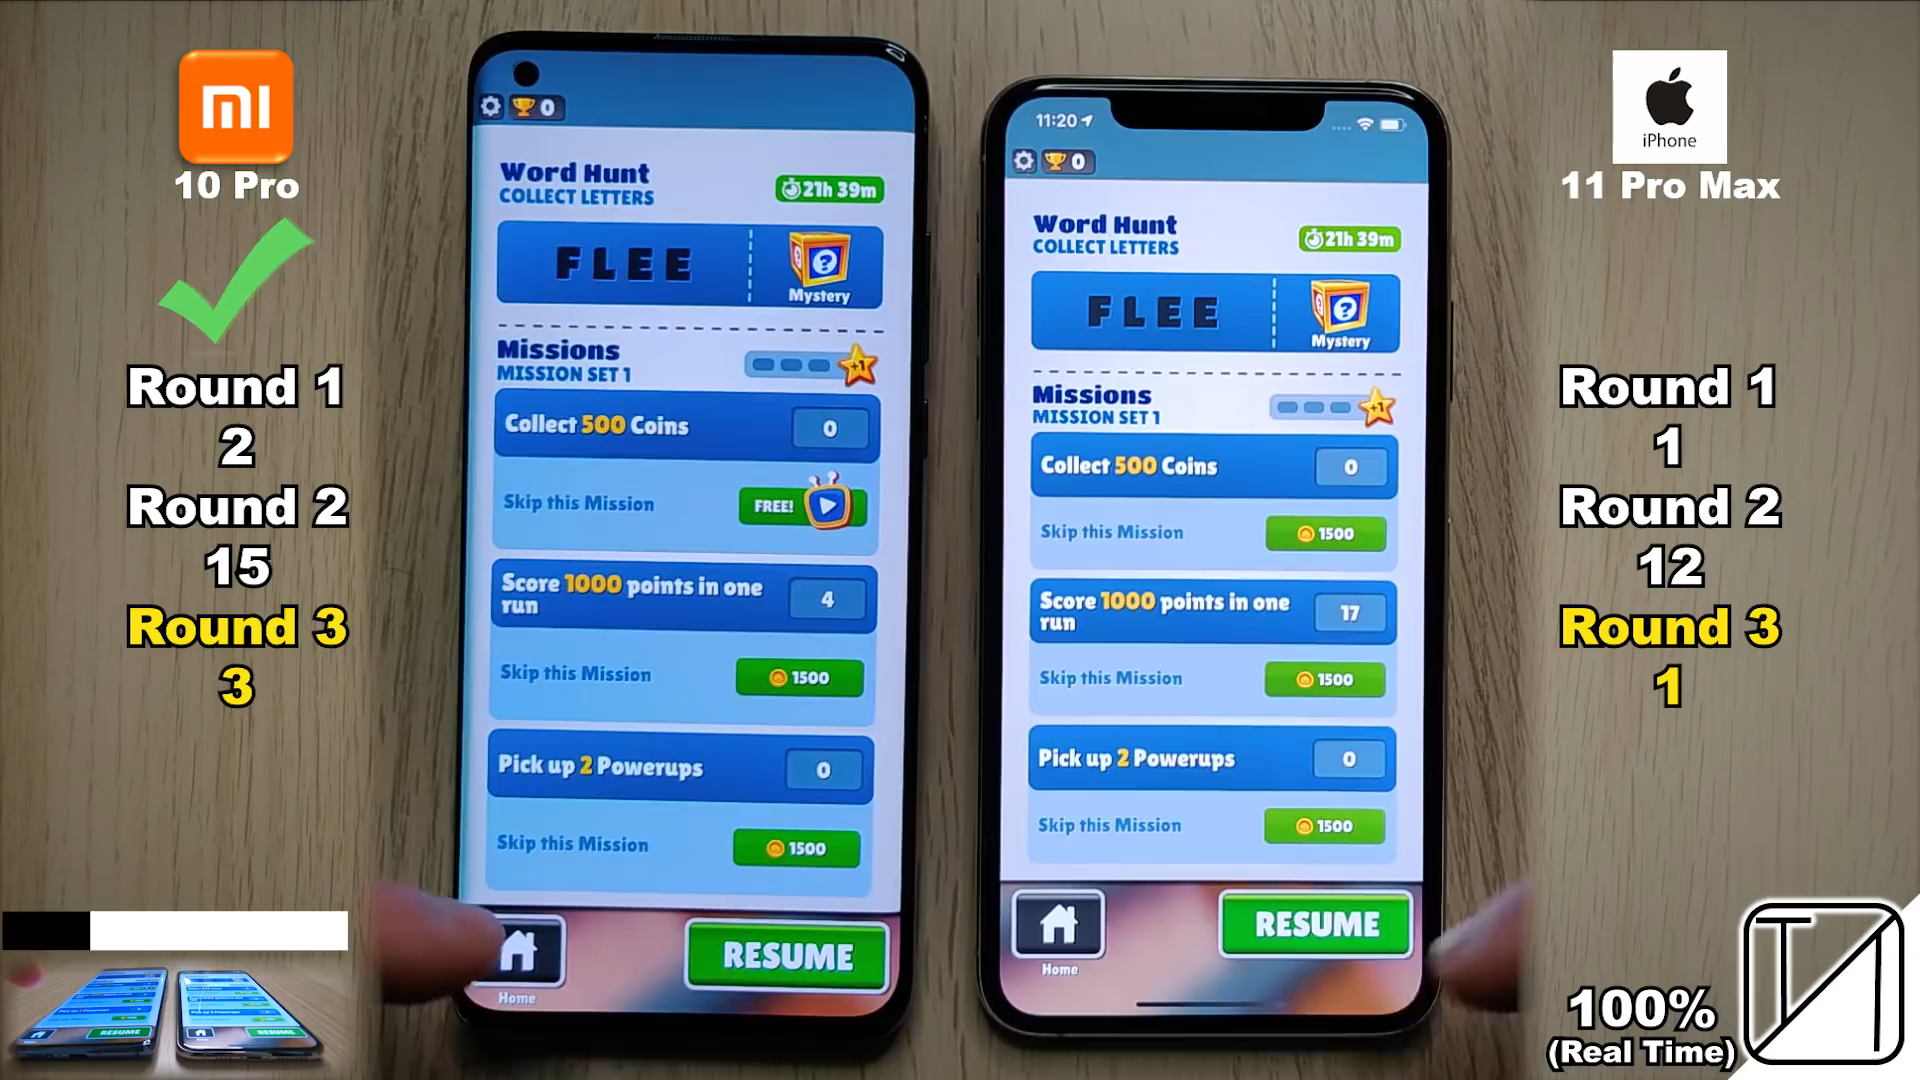 mi
10 Pro
Round 1
2
Round 2
15
Round 3
3
0
Word Hunt
COLLECT LETTERS
21h 39m
FLEE
Mystery
Missions
MISSION SET 1
+1
Collect 500 Coins
0
Skip this Mission
FREE!
Score 1000 points in one
run
4
Skip this Mission
1500
Pick up 2 Powerups
0
Skip this Mission
1500
RESUME
Home
11:20
0
Word Hunt
COLLECT LETTERS
21h 39m
FLEE
Mystery
Missions
MISSION SET 1
+1
Collect 500 Coins
0
Skip this Mission
1500
Score 1000 points in one
run
17
Skip this Mission
1500
Pick up 2 Powerups
0
Skip this Mission
1500
RESUME
Home
iPhone
11 Pro Max
Round 1
1
Round 2
12
Round 3
1
RESUME
RESUME
100%
(Real Time)